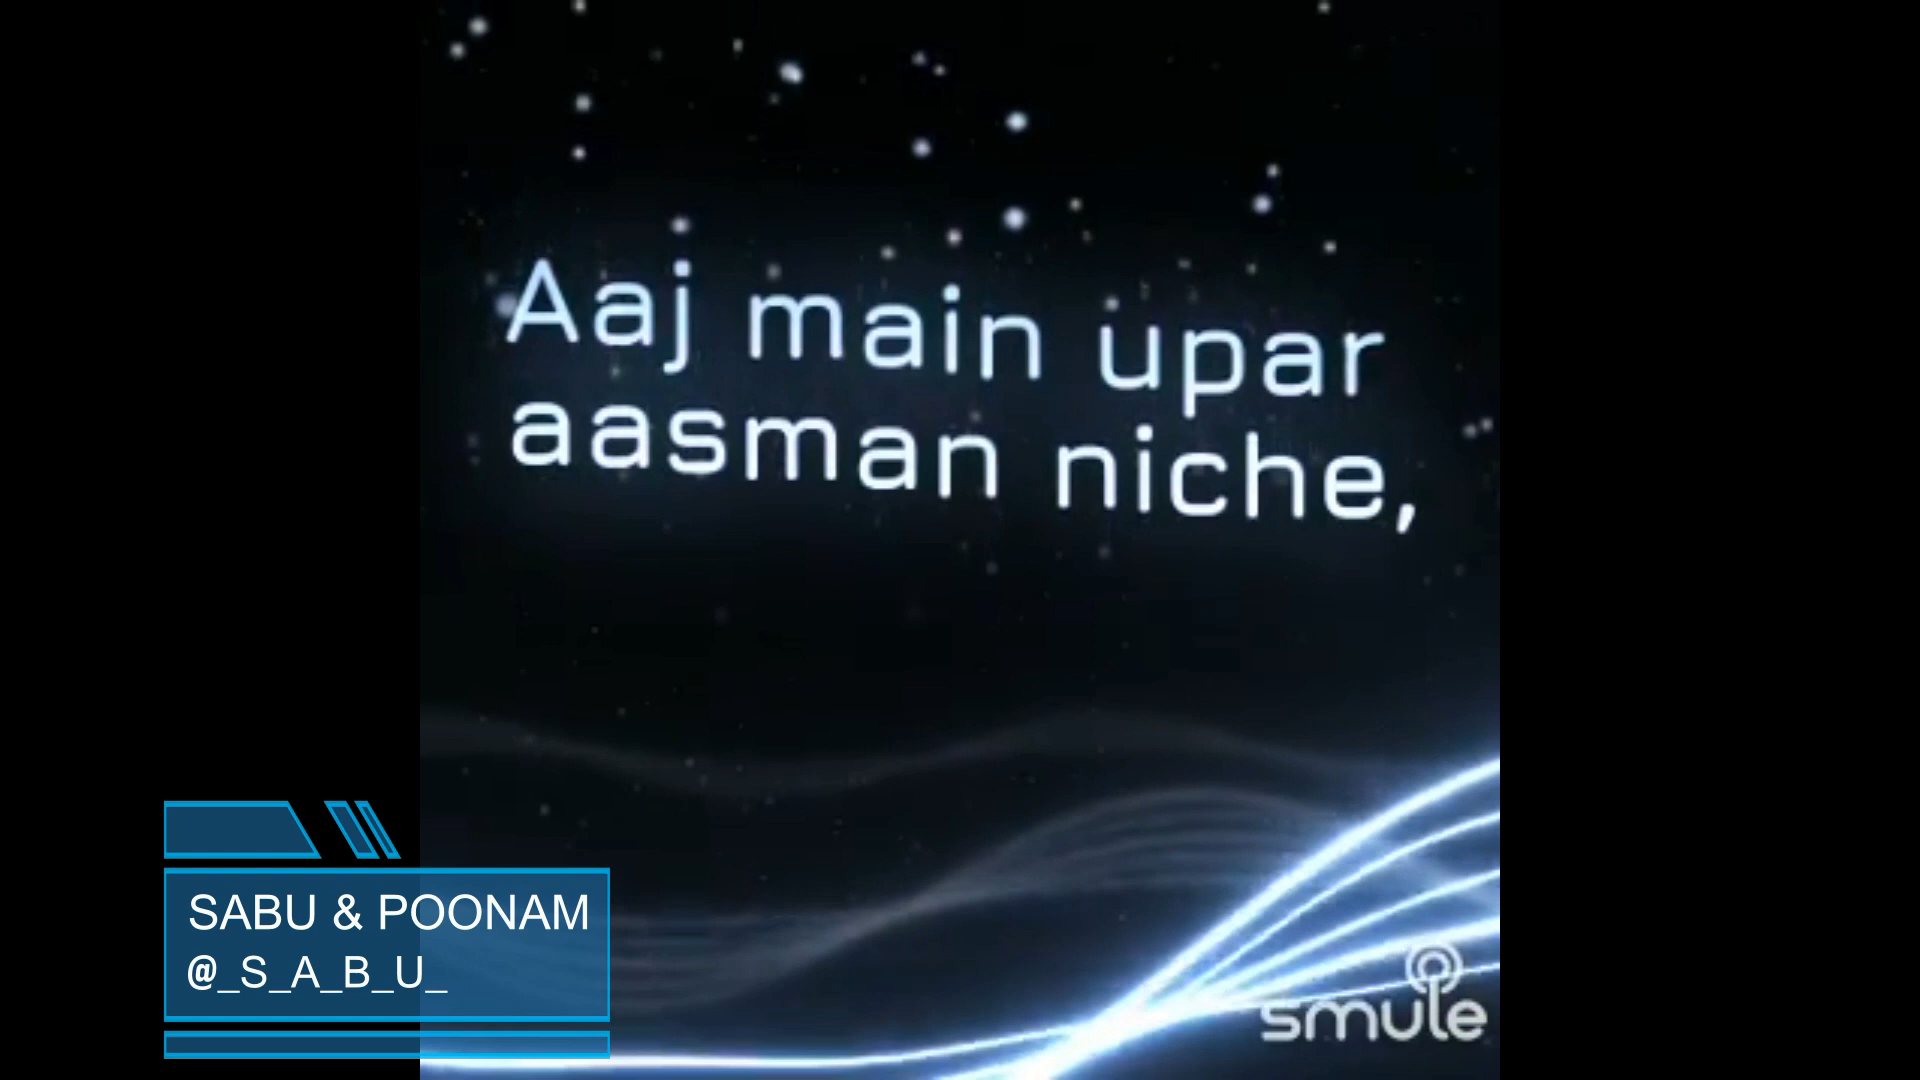 Aaj main upar
aasman niche,
SABU & POONAM
@_S_A_B_U_
smule